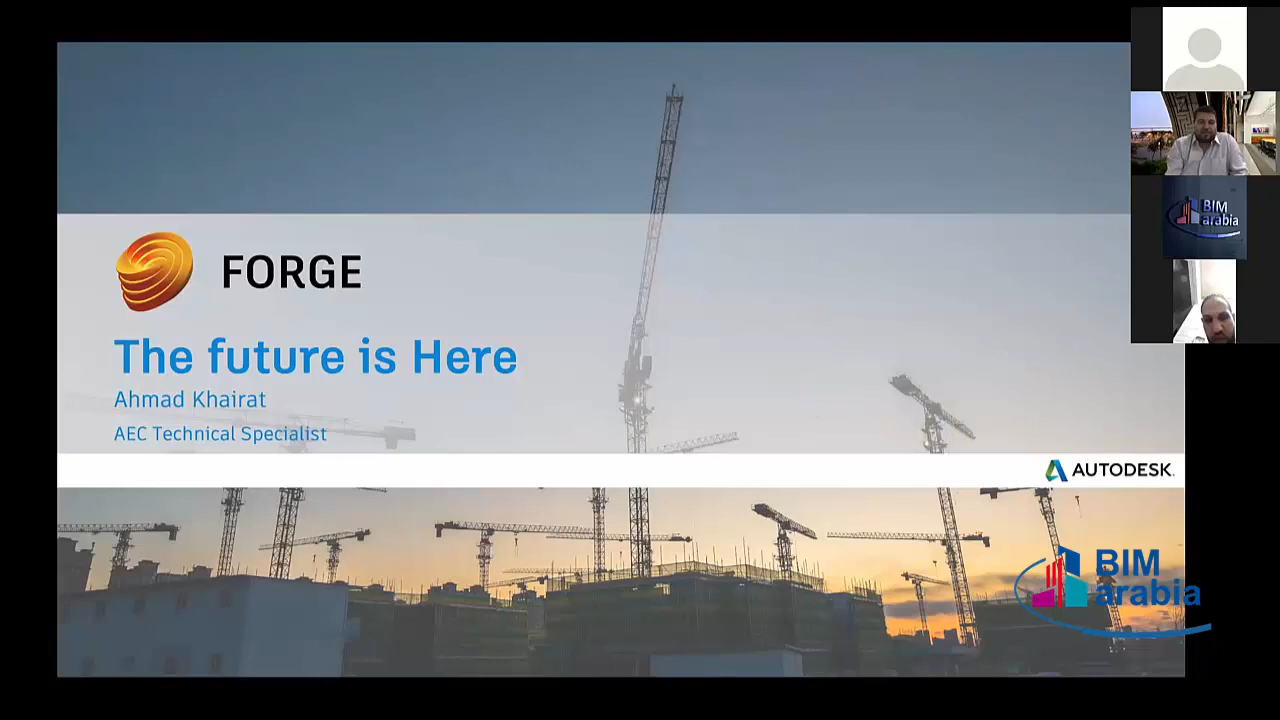 FORGE
The future is Here
Ahmad Khairat
AEC Technical Specialist
AUTODESK.
BIM
arabia
BIM
arabia